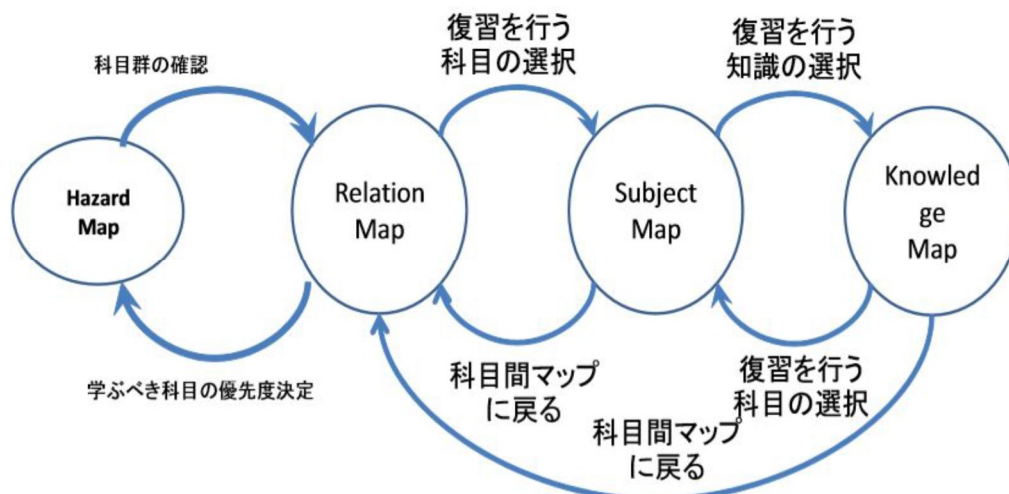 科目群の確認
復習を行う
科目の選択
復習を行う
知識の選択
Hazard
Map
Relation
Map
Subject
Map
Knowled
ge
Map
学ぶべき科目の優先度決定
科目間マップ
に戻る
復習を行う
科目の選択
科目間マップ
に戻る